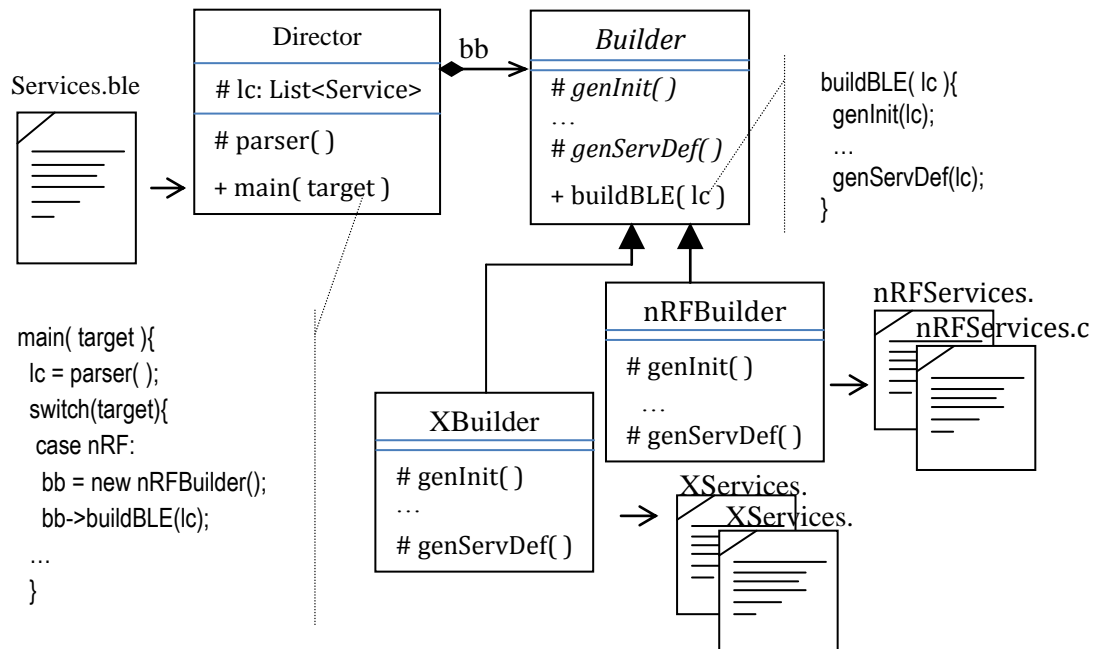 Services.ble
Director
# lc: List<Service>
# parser( )
+ main( target )
bb
Builder
# genInit( )
…
# genServDef( )
+ buildBLE( lc )
buildBLE( lc ){
genInit(lc);
…
genServDef(lc);
}
main( target ){
lc = parser( );
switch(target){
case nRF:
bb = new nRFBuilder();
bb->buildBLE(lc);
…
}
XBuilder
# genInit( )
…
# genServDef( )
nRFBuilder
# genInit( )
…
# genServDef( )
nRFServices.
nRFServices.c
XServices.
XServices.